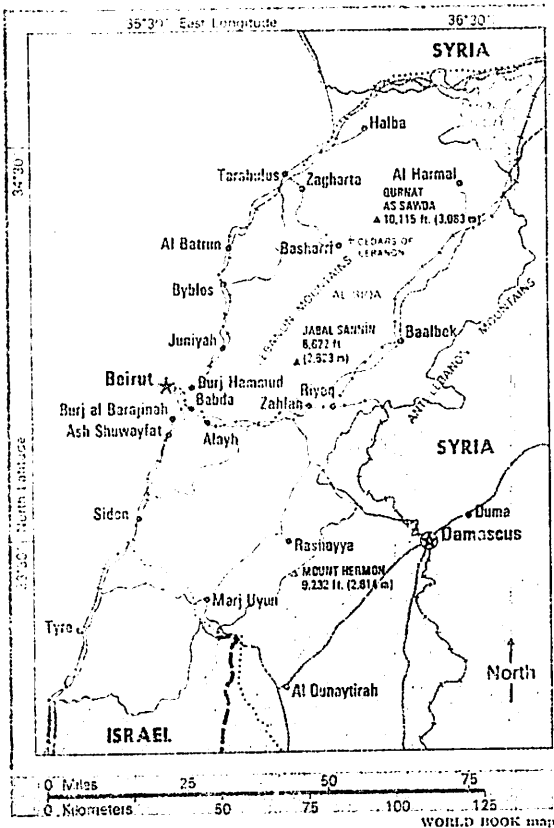 35°30' East Longitude 36°30'
SYRIA
Halba
34°30'
Tarabulus
Zagharta
Al Harmal
QURNAT
AS SAWDA
▲ 10,115 ft. (3,083 m)
Al Batrun
Basharri
CEDARS OF
LEBANON
Byblos
LEBANON MOUNTAINS
AL BIQA
ANTI-LEBANON MOUNTAINS
Juniyah
JABAL SANNIN
8,622 ft
(2,623 m)
Baalbek
Beirut
Burj Hammud
Babda
Riyaq
Zahlah
Burj al Barajinah
Ash Shuwayfat
Alayh
SYRIA
33°30' North Latitude
Sidon
Duma
Damascus
Rashayya
MOUNT HERMON
9,232 ft. (2,814 m)
Marj Uyun
Tyre
North
Al Qunaytirah
ISRAEL
0 Miles 25 50 75
0 Kilometers 50 75 100 125
WORLD BOOK map